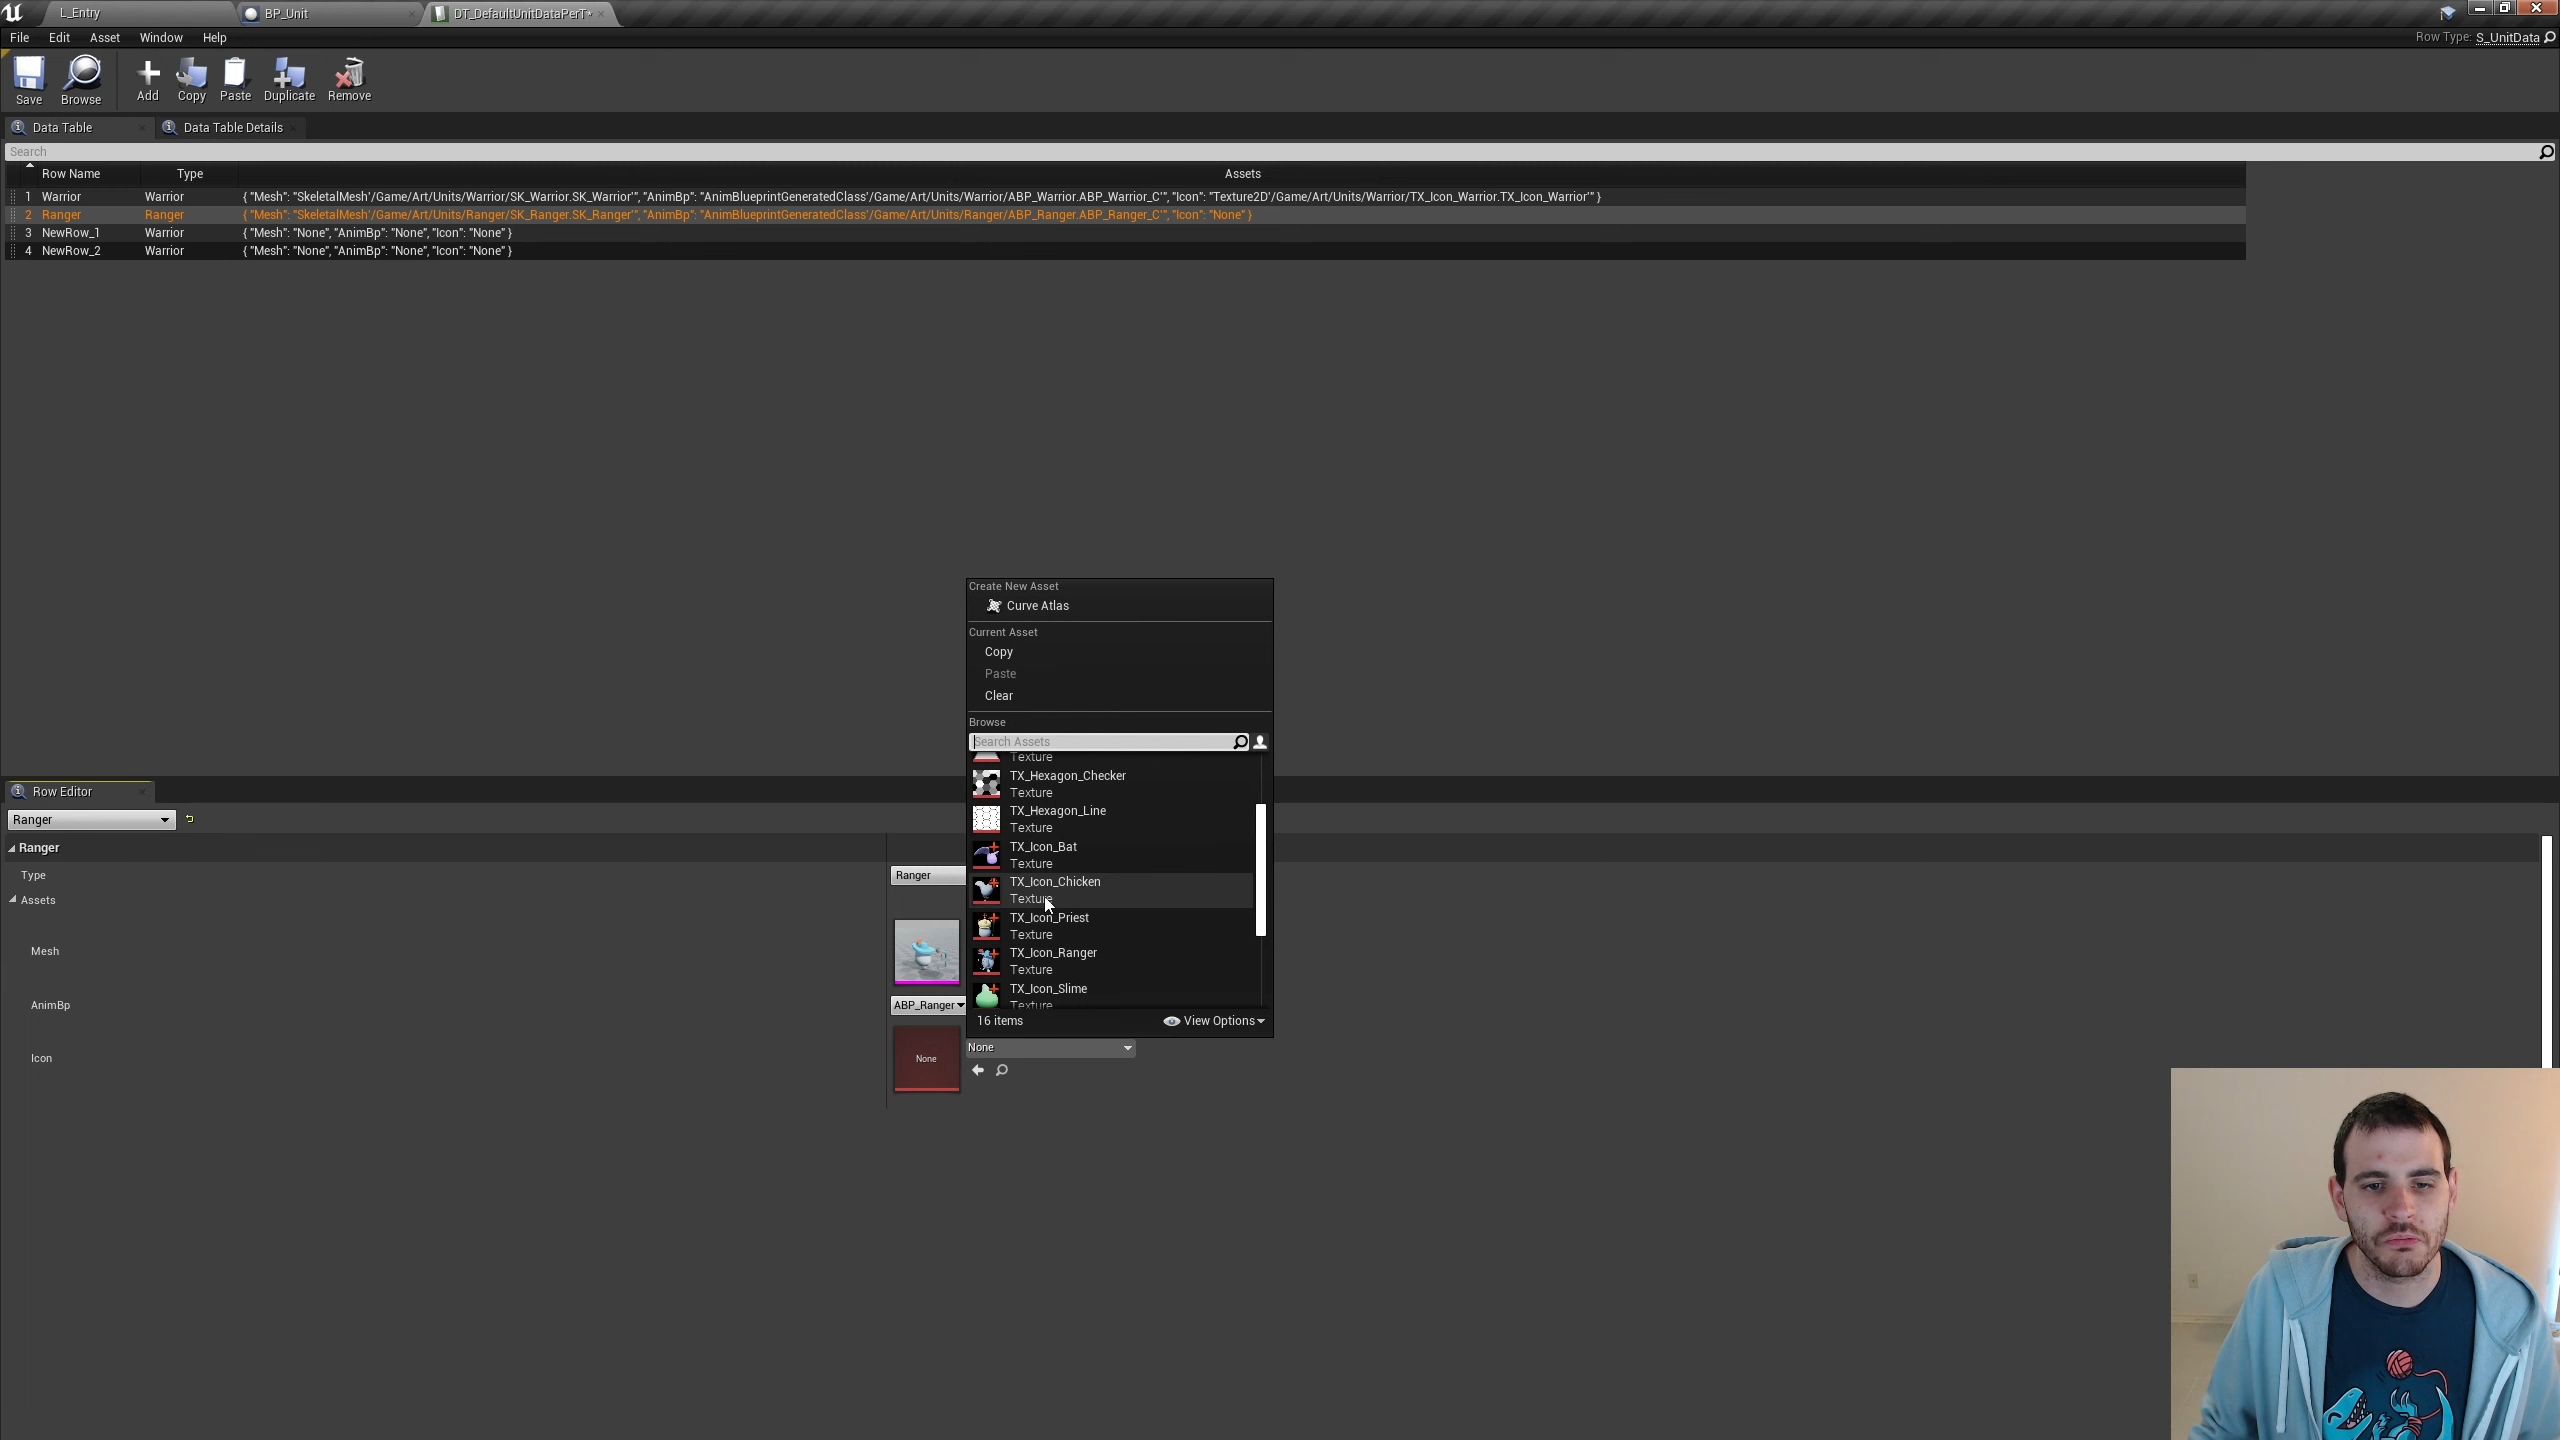 L_Entry
BP_Unit
DT_DefaultUnitDataPerT*
File Edit Asset Window Help
Row Type: S_UnitData
Save Browse Add Copy Paste Duplicate Remove
Data Table
Data Table Details
Search
Row Name Type Assets
1 Warrior Warrior { "Mesh": "SkeletalMesh'/Game/Art/Units/Warrior/SK_Warrior.SK_Warrior'", "AnimBp": "AnimBlueprintGeneratedClass'/Game/Art/Units/Warrior/ABP_Warrior.ABP_Warrior_C'", "Icon": "Texture2D'/Game/Art/Units/Warrior/TX_Icon_Warrior.TX_Icon_Warrior'" }
2 Ranger Ranger { "Mesh": "SkeletalMesh'/Game/Art/Units/Ranger/SK_Ranger.SK_Ranger'", "AnimBp": "AnimBlueprintGeneratedClass'/Game/Art/Units/Ranger/ABP_Ranger.ABP_Ranger_C'", "Icon": "None" }
3 NewRow_1 Warrior { "Mesh": "None", "AnimBp": "None", "Icon": "None" }
4 NewRow_2 Warrior { "Mesh": "None", "AnimBp": "None", "Icon": "None" }
Create New Asset
Curve Atlas
Current Asset
Copy
Paste
Clear
Browse
Search Assets
Texture
TX_Hexagon_Checker
Texture
TX_Hexagon_Line
Texture
TX_Icon_Bat
Texture
TX_Icon_Chicken
Texture
TX_Icon_Priest
Texture
TX_Icon_Ranger
Texture
TX_Icon_Slime
Texture
16 items
View Options
Row Editor
Ranger
Ranger
Type
Ranger
Assets
Mesh
AnimBp
ABP_Ranger
Icon
None
None